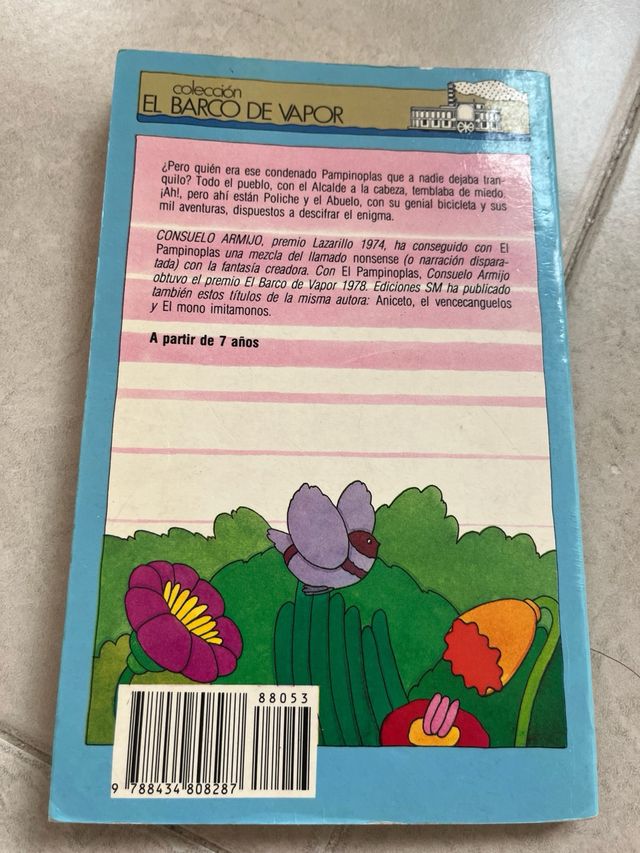 colección
EL BARCO DE VAPOR
¿Pero quién era ese condenado Pampinoplas que a nadie dejaba tran-
quilo? Todo el pueblo, con el Alcalde a la cabeza, temblaba de miedo.
¡Ah!, pero ahí están Poliche y el Abuelo, con su genial bicicleta y sus
mil aventuras, dispuestos a descifrar el enigma.
CONSUELO ARMIJO, premio Lazarillo 1974, ha conseguido con El
Pampinoplas una mezcla del llamado nonsense (o narración dispara-
tada) con la fantasía creadora. Con El Pampinoplas, Consuelo Armijo
obtuvo el premio El Barco de Vapor 1978. Ediciones SM ha publicado
también estos títulos de la misma autora: Aniceto, el vencecanguelos
y El mono imitamonos.
A partir de 7 años
88053
9 788434 808287